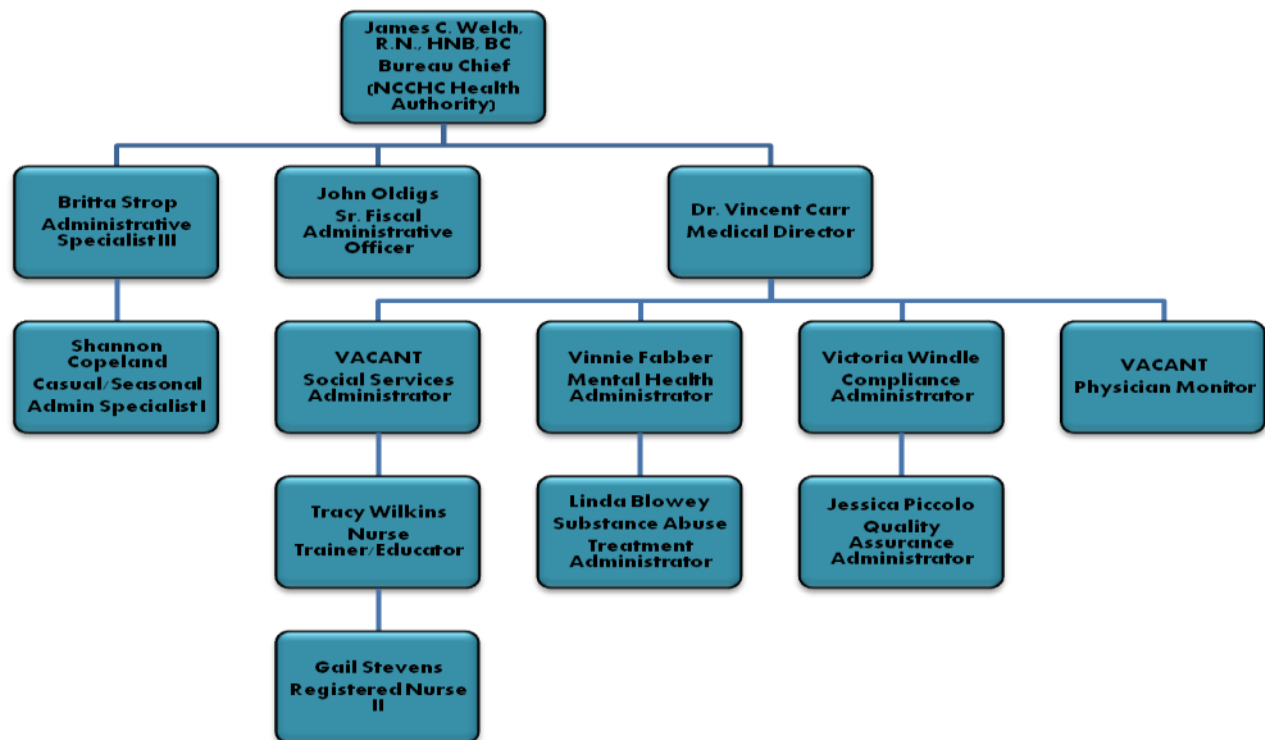 James C. Welch,
R.N., HNB, BC
Bureau Chief
(NCCHC Health
Authority)
Britta Strop
Administrative
Specialist III
John Oldigs
Sr. Fiscal
Administrative
Officer
Dr. Vincent Carr
Medical Director
Shannon
Copeland
Casual/Seasonal
Admin Specialist I
VACANT
Social Services
Administrator
Vinnie Fabber
Mental Health
Administrator
Victoria Windle
Compliance
Administrator
VACANT
Physician Monitor
Tracy Wilkins
Nurse
Trainer/Educator
Linda Blowey
Substance Abuse
Treatment
Administrator
Jessica Piccolo
Quality
Assurance
Administrator
Gail Stevens
Registered Nurse
II